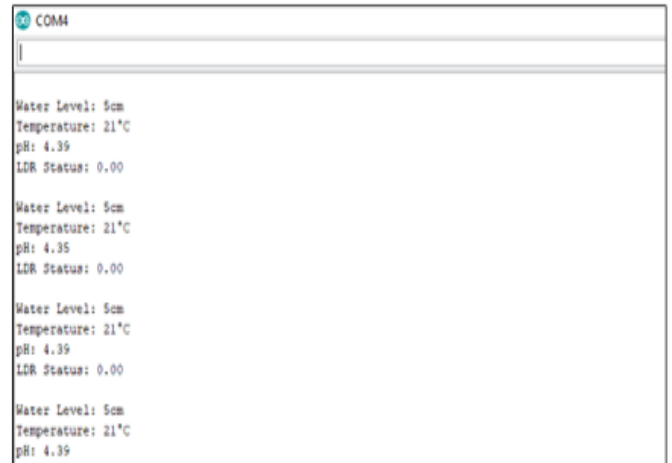 COM4
Water Level: 5cm
Temperature: 21°C
pH: 4.39
LDR Status: 0.00
Water Level: 5cm
Temperature: 21°C
pH: 4.35
LDR Status: 0.00
Water Level: 5cm
Temperature: 21°C
pH: 4.39
LDR Status: 0.00
Water Level: 5cm
Temperature: 21°C
pH: 4.39